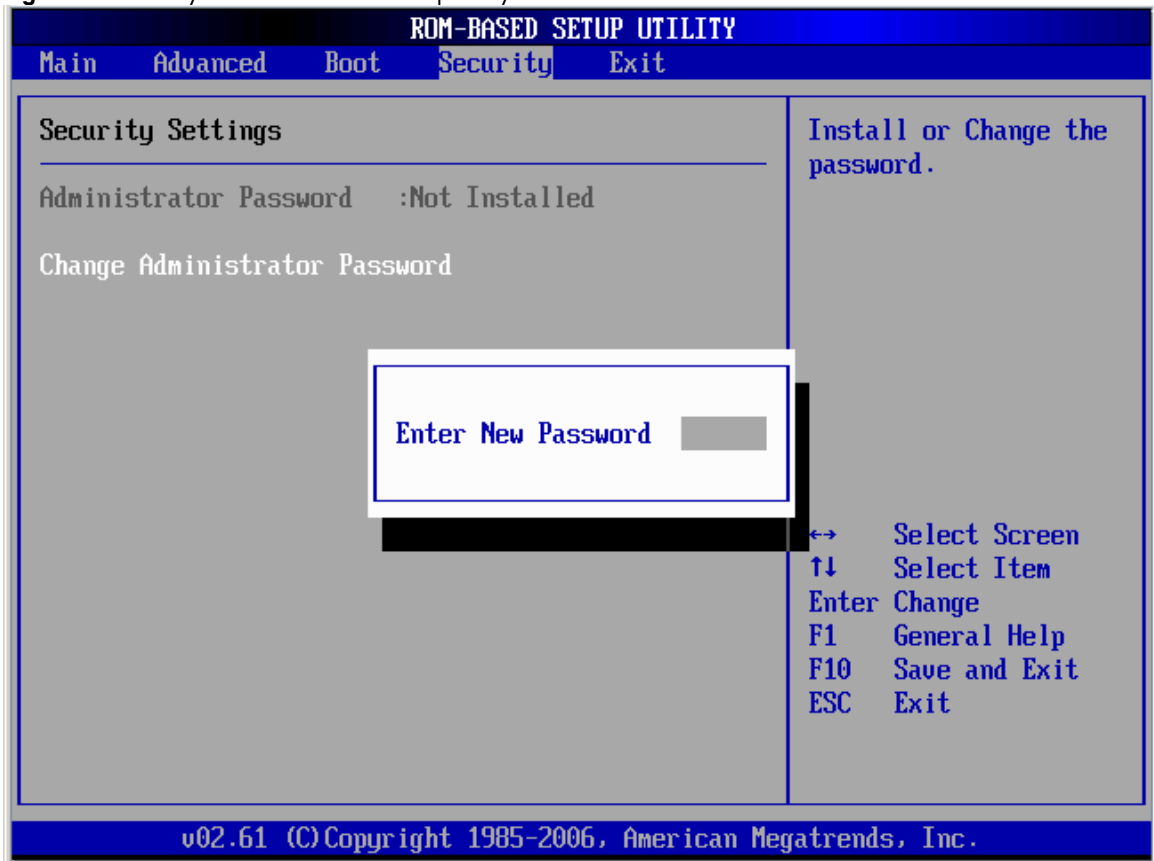 ROM-BASED SETUP UTILITY
Main Advanced Boot Security Exit
Security Settings
Administrator Password :Not Installed
Change Administrator Password
Enter New Password
Install or Change the
password.
←→ Select Screen
↑↓ Select Item
Enter Change
F1 General Help
F10 Save and Exit
ESC Exit
v02.61 (C)Copyright 1985-2006, American Megatrends, Inc.